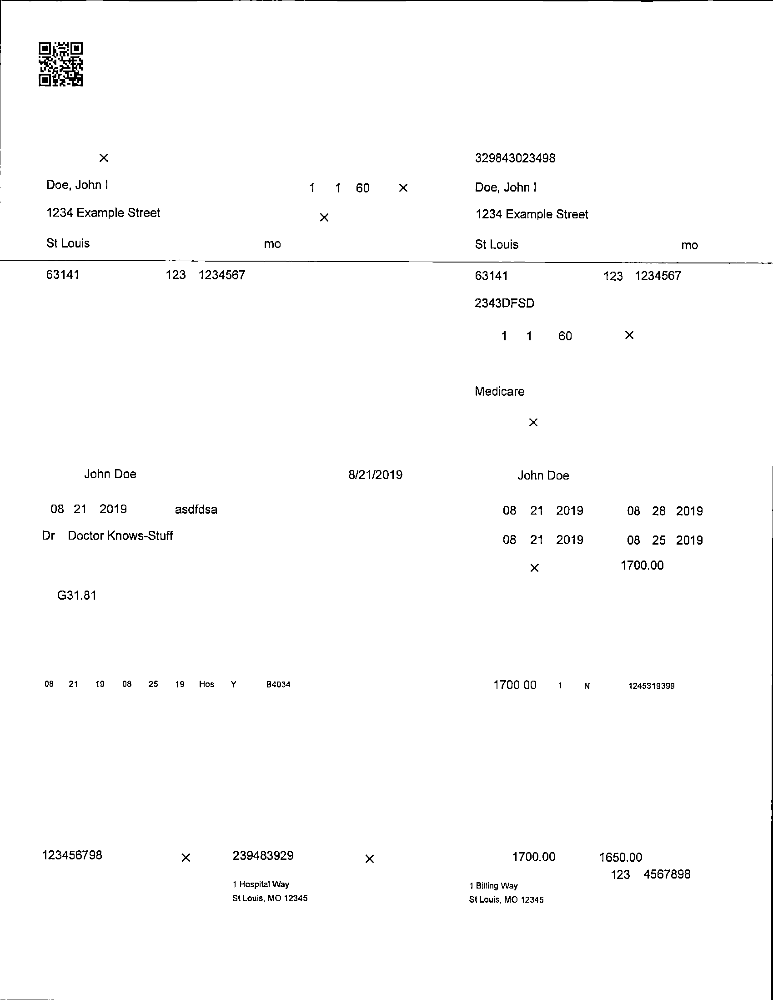 X 329843023498
Doe, John I 1 1 60 X Doe, John I
1234 Example Street X 1234 Example Street
St Louis mo St Louis mo
63141 123 1234567 63141 123 1234567
2343DFSD
1 1 60 X
Medicare
X
John Doe 8/21/2019 John Doe
08 21 2019 asdfdsa 08 21 2019 08 28 2019
Dr Doctor Knows-Stuff 08 21 2019 08 25 2019
X 1700.00
G31.81
08 21 19 08 25 19 Hos Y B4034 1700 00 1 N 1245319399
123456798 X 239483929 X 1700.00 1650.00
123 4567898
1 Hospital Way 1 Billing Way
St Louis, MO 12345 St Louis, MO 12345